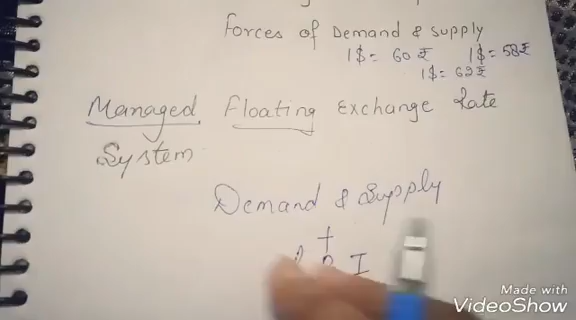 Forces of Demand & Supply
1$ = 60 ₹ 1$ = 58₹
1$ = 62₹
Managed Floating Exchange Rate
System
Demand & Supply
+
I
Made with
VideoShow